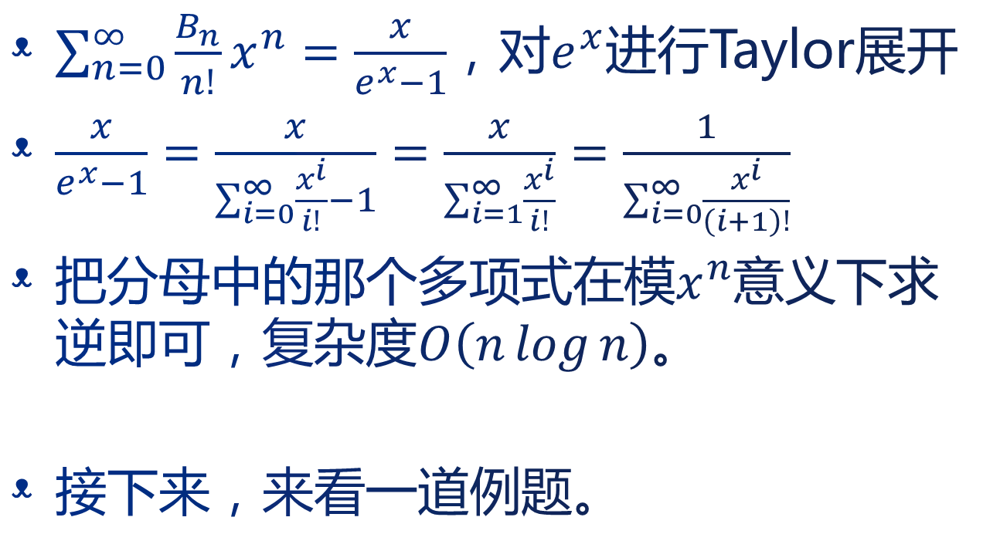 $\sum_{n=0}^{\infty} \frac{B_n}{n!} x^n = \frac{x}{e^x-1}$，对$e^x$进行Taylor展开
$\frac{x}{e^x-1} = \frac{x}{\sum_{i=0}^{\infty} \frac{x^i}{i!}-1} = \frac{x}{\sum_{i=1}^{\infty} \frac{x^i}{i!}} = \frac{1}{\sum_{i=0}^{\infty} \frac{x^i}{(i+1)!}}$
把分母中的那个多项式在模$x^n$意义下求
逆即可，复杂度$O(n \log n)$。
接下来，来看一道例题。